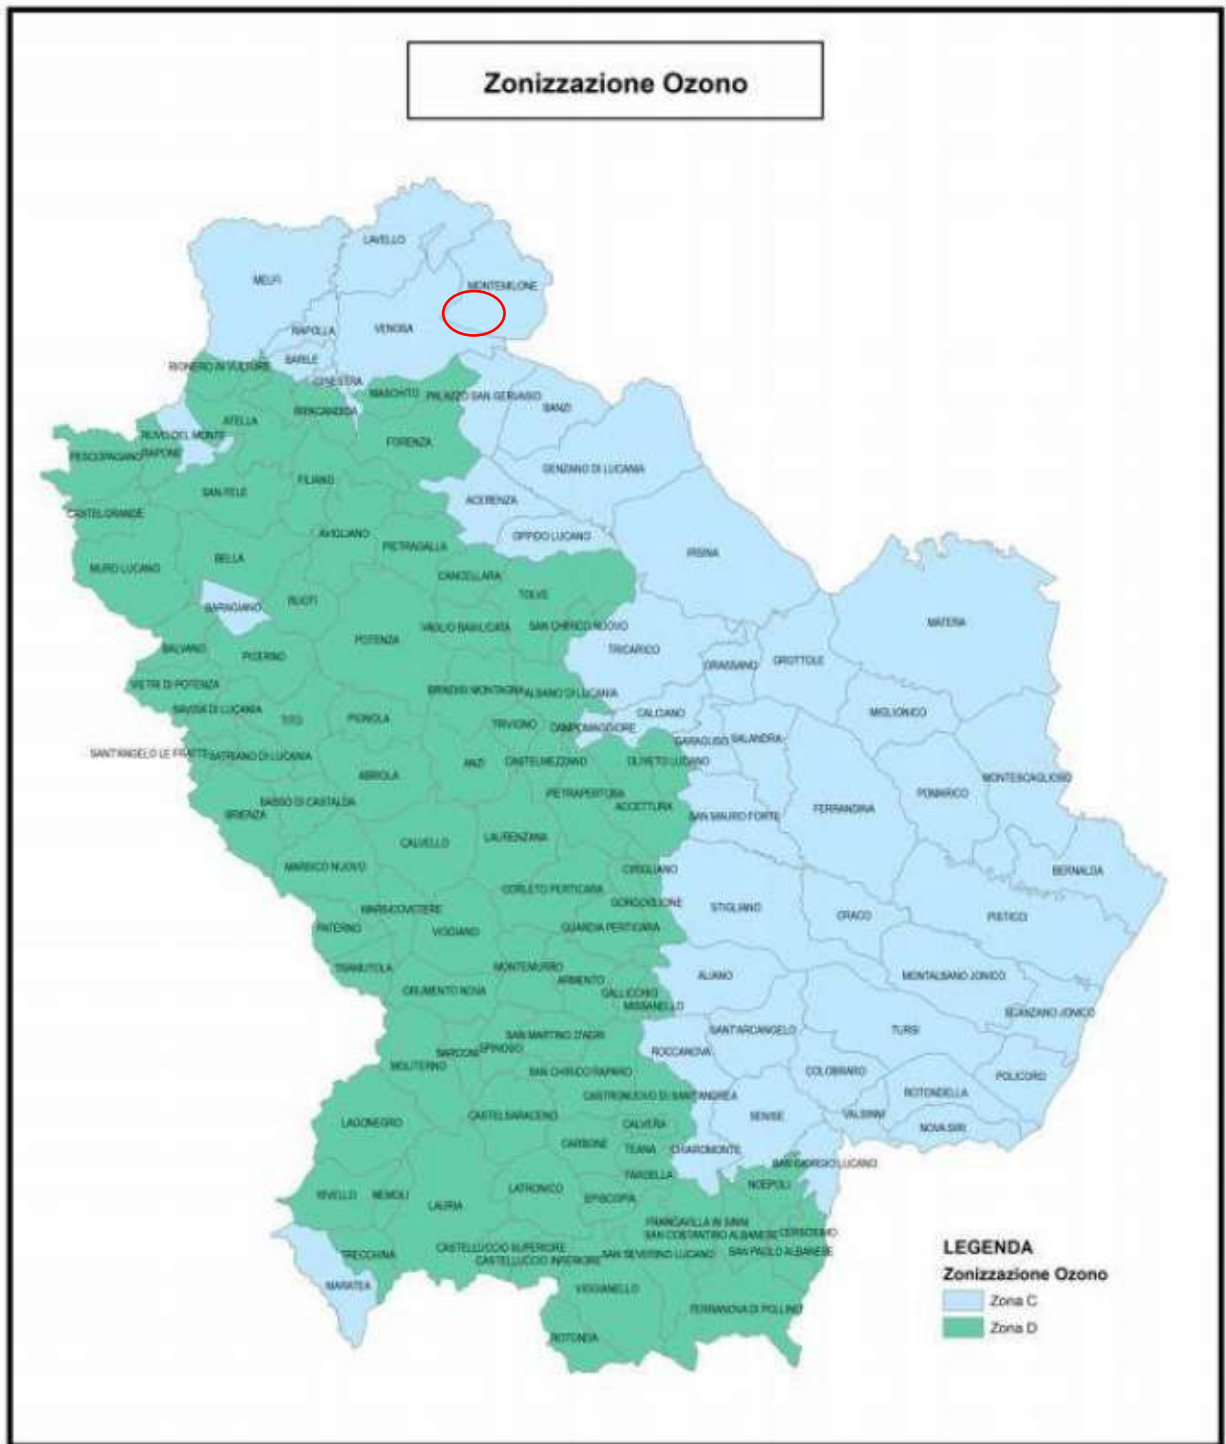 Zonizzazione Ozono
LAVELLO
MELFI
MONTEMILONE
RAPOLLA
VENOSA
BARILE
RIONERO IN VULTURE
GINESTRA
MASCHITO
PALAZZO SAN GERVASIO
BANZI
RIPACANDIDA
ATELLA
RUVO DEL MONTE
FORENZA
PESCOPAGANO
RAPONE
GENZANO DI LUCANIA
FILIANO
SAN FELE
ACERENZA
CASTELGRANDE
AVIGLIANO
OPPIDO LUCANO
PIETRAGALLA
IRSINA
BELLA
MURO LUCANO
CANCELLARA
TOLVE
RUOTI
BARAGIANO
MATERA
VAGLIO BASILICATA
SAN CHIRICO NUOVO
POTENZA
BALVANO
PICERNO
TRICARICO
GRASSANO
GROTTOLE
VIETRI DI POTENZA
BRINDISI MONTAGNA
ALBANO DI LUCANIA
SAVOIA DI LUCANIA
TITO
PIGNOLA
TRIVIGNO
CAMPOMAGGIORE
CALCIANO
MIGLIONICO
GARAGUSO
SALANDRA
SANT'ANGELO LE FRATTE
SATRIANO DI LUCANIA
ANZI
CASTELMEZZANO
OLIVETO LUCANO
ABRIOLA
MONTESCAGLIOSO
PIETRAPERTOSA
POMARICO
SASSO DI CASTALDA
ACCETTURA
BRIENZA
SAN MAURO FORTE
FERRANDINA
CALVELLO
LAURENZANA
MARSICO NUOVO
CIRIGLIANO
BERNALDA
CORLETO PERTICARA
GORGOGLIONE
MARSICOVETERE
STIGLIANO
CRACO
PISTICCI
PATERNO
VIGGIANO
GUARDIA PERTICARA
TRAMUTOLA
MONTEMURRO
ARMENTO
ALIANO
MONTALBANO JONICO
GRUMENTO NOVA
GALLICCHIO
MISSANELLO
SCANZANO JONICO
SAN MARTINO D'AGRI
SANT'ARCANGELO
TURSI
SARCONI
SPINOSO
ROCCANOVA
MOLITERNO
SAN CHIRICO RAPARO
COLOBRARO
POLICORO
CASTRONUOVO DI SANT'ANDREA
ROTONDELLA
LAGONEGRO
CASTELSARACENO
CALVERA
SENISE
VALSINNI
NOVA SIRI
CARBONE
TEANA
CHIAROMONTE
SAN GIORGIO LUCANO
FARDELLA
NOEPOLI
RIVELLO
NEMOLI
LATRONICO
EPISCOPIA
LAURIA
FRANCAVILLA IN SINNI
SAN COSTANTINO ALBANESE
CERSOSIMO
TRECCHINA
CASTELLUCCIO SUPERIORE
CASTELLUCCIO INFERIORE
SAN SEVERINO LUCANO
SAN PAOLO ALBANESE
MARATEA
VIGGIANELLO
TERRANOVA DI POLLINO
ROTONDA
LEGENDA
Zonizzazione Ozono
Zona C
Zona D